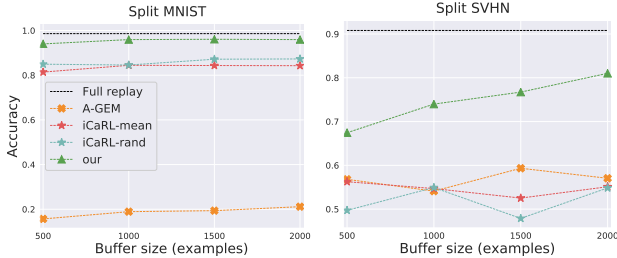 Split MNIST
1.0
0.8
0.6
0.4
0.2
Accuracy
Full replay
A-GEM
iCaRL-mean
iCaRL-rand
our
500 1000 1500 2000
Buffer size (examples)
Split SVHN
0.9
0.8
0.7
0.6
0.5
500 1000 1500 2000
Buffer size (examples)